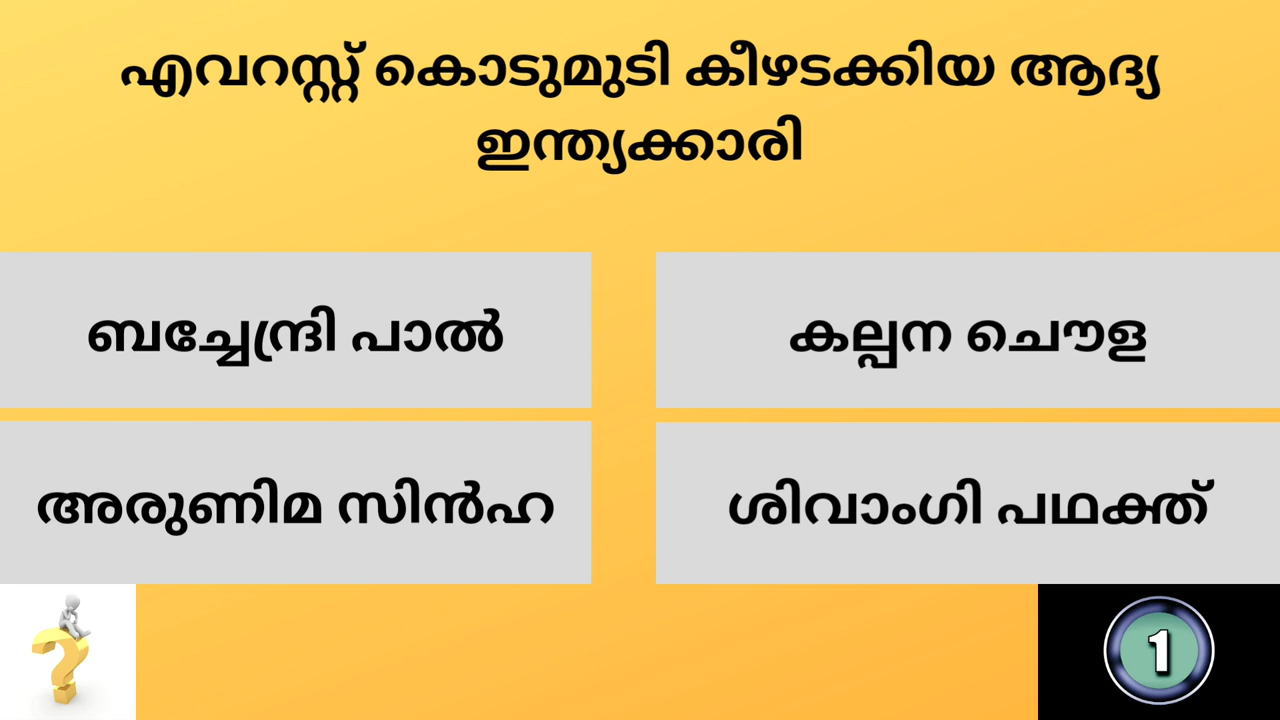 എവറസ്റ്റ് കൊടുമുടി കീഴടക്കിയ ആദ്യ
ഇന്ത്യക്കാരി
ബച്ചേന്ദ്രി പാൽ
കല്പന ചൌള
അരുണിമ സിൻഹ
ശിവാംഗി പഥക്ത്
1